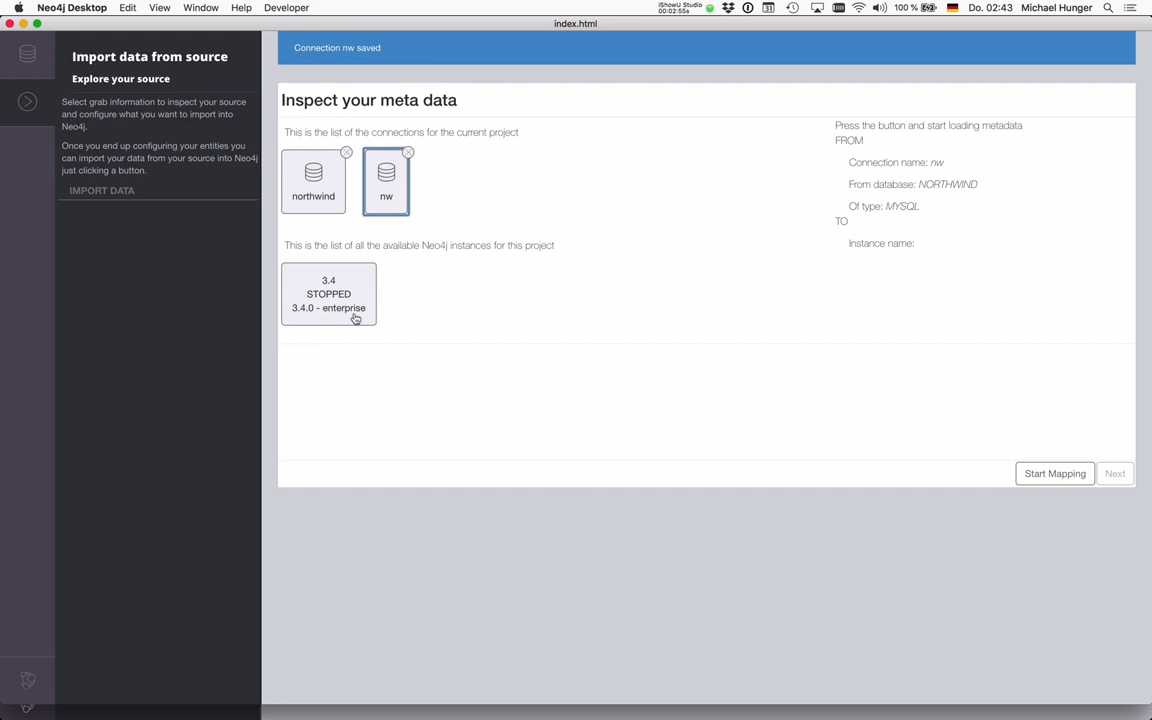 Neo4j Desktop Edit View Window Help Developer
iShowU Studio
00:02:55s
31
100 %
Do. 02:43 Michael Hunger
index.html
Import data from source
Explore your source
Select grab information to inspect your source
and configure what you want to import into
Neo4j.
Once you end up configuring your entities you
can import your data from your source into Neo4j
just clicking a button.
IMPORT DATA
Connection nw saved
Inspect your meta data
This is the list of the connections for the current project
northwind
nw
This is the list of all the available Neo4j instances for this project
3.4
STOPPED
3.4.0 - enterprise
Press the button and start loading metadata
FROM
Connection name: nw
From database: NORTHWIND
Of type: MYSQL
TO
Instance name:
Start Mapping
Next